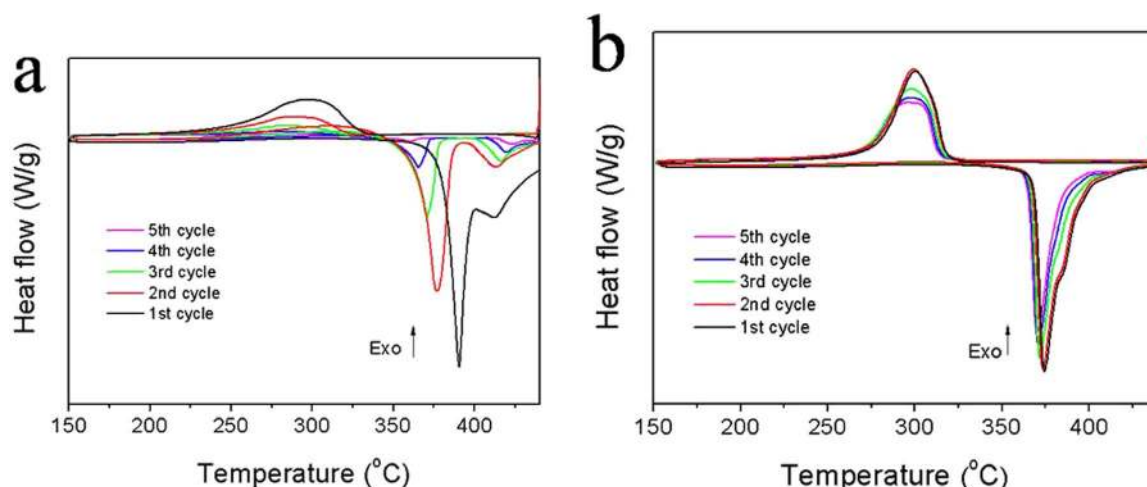 a
Heat flow (W/g)
5th cycle
4th cycle
3rd cycle
2nd cycle
1st cycle
Exo
150 200 250 300 350 400
Temperature (°C)
b
Heat flow (W/g)
5th cycle
4th cycle
3rd cycle
2nd cycle
1st cycle
Exo
150 200 250 300 350 400
Temperature (°C)